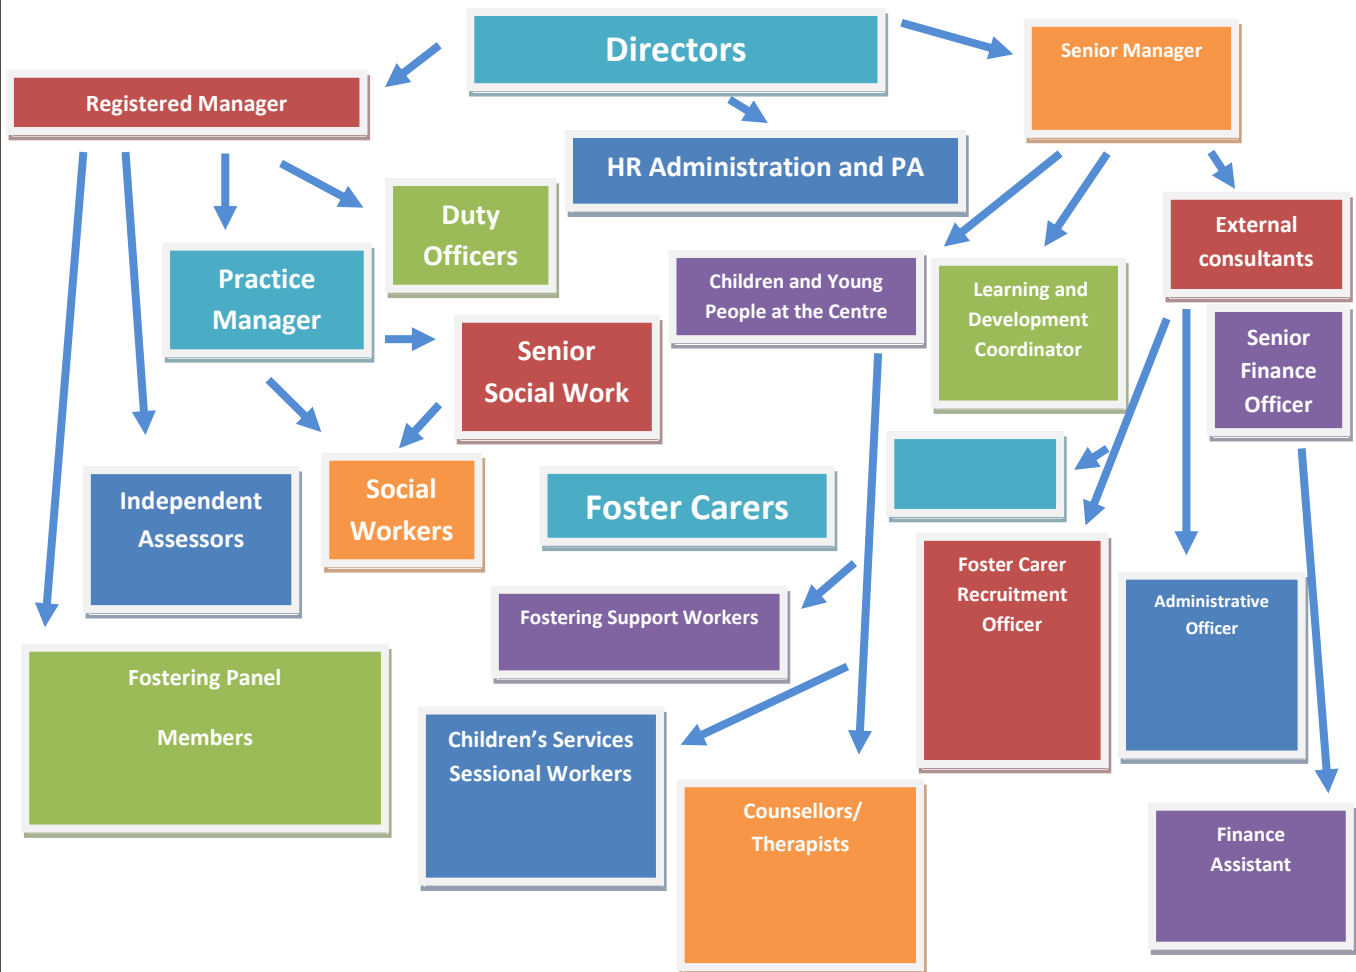 Directors
Senior Manager
Registered Manager
HR Administration and PA
Duty
Officers
External
consultants
Practice
Manager
Children and Young
People at the Centre
Learning and
Development
Coordinator
Senior
Finance
Officer
Senior
Social Work
Independent
Assessors
Social
Workers
Foster Carers
Foster Carer
Recruitment
Officer
Administrative
Officer
Fostering Support Workers
Fostering Panel
Members
Children’s Services
Sessional Workers
Counsellors/
Therapists
Finance
Assistant